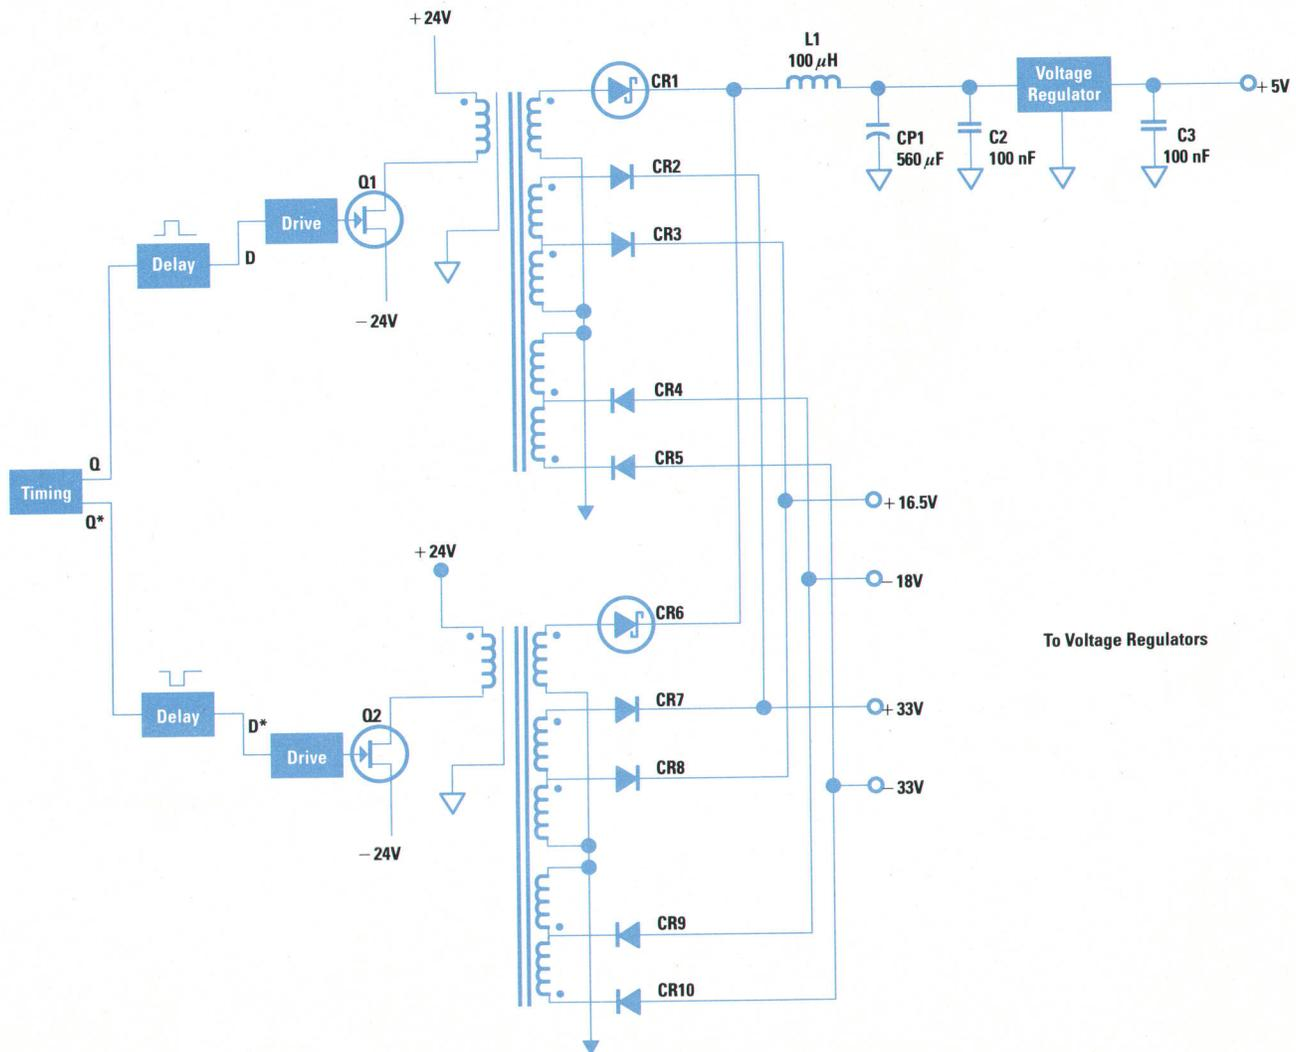 +24V
L1
100 μH
CR1
Voltage
Regulator
+5V
CP1
560 μF
C2
100 nF
C3
100 nF
CR2
Q1
Drive
CR3
Delay
D
−24V
CR4
CR5
Q
Timing
Q*
+16.5V
+24V
−18V
CR6
To Voltage Regulators
CR7
Q2
+33V
Delay
D*
Drive
CR8
−33V
−24V
CR9
CR10